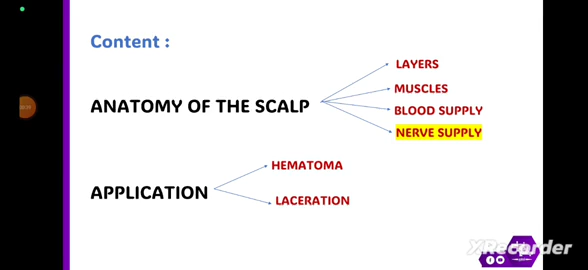 Content :
ANATOMY OF THE SCALP
LAYERS
MUSCLES
BLOOD SUPPLY
NERVE SUPPLY
APPLICATION
HEMATOMA
LACERATION
XRecorder